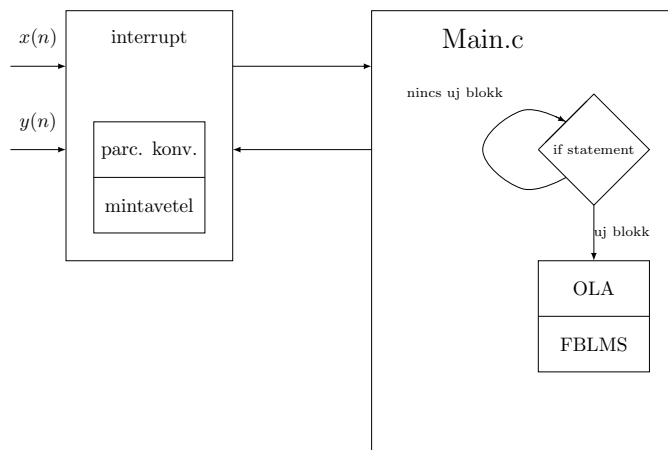 x(n)
interrupt
Main.c
nincs uj blokk
y(n)
parc. konv.
if statement
mintavetel
uj blokk
OLA
FBLMS